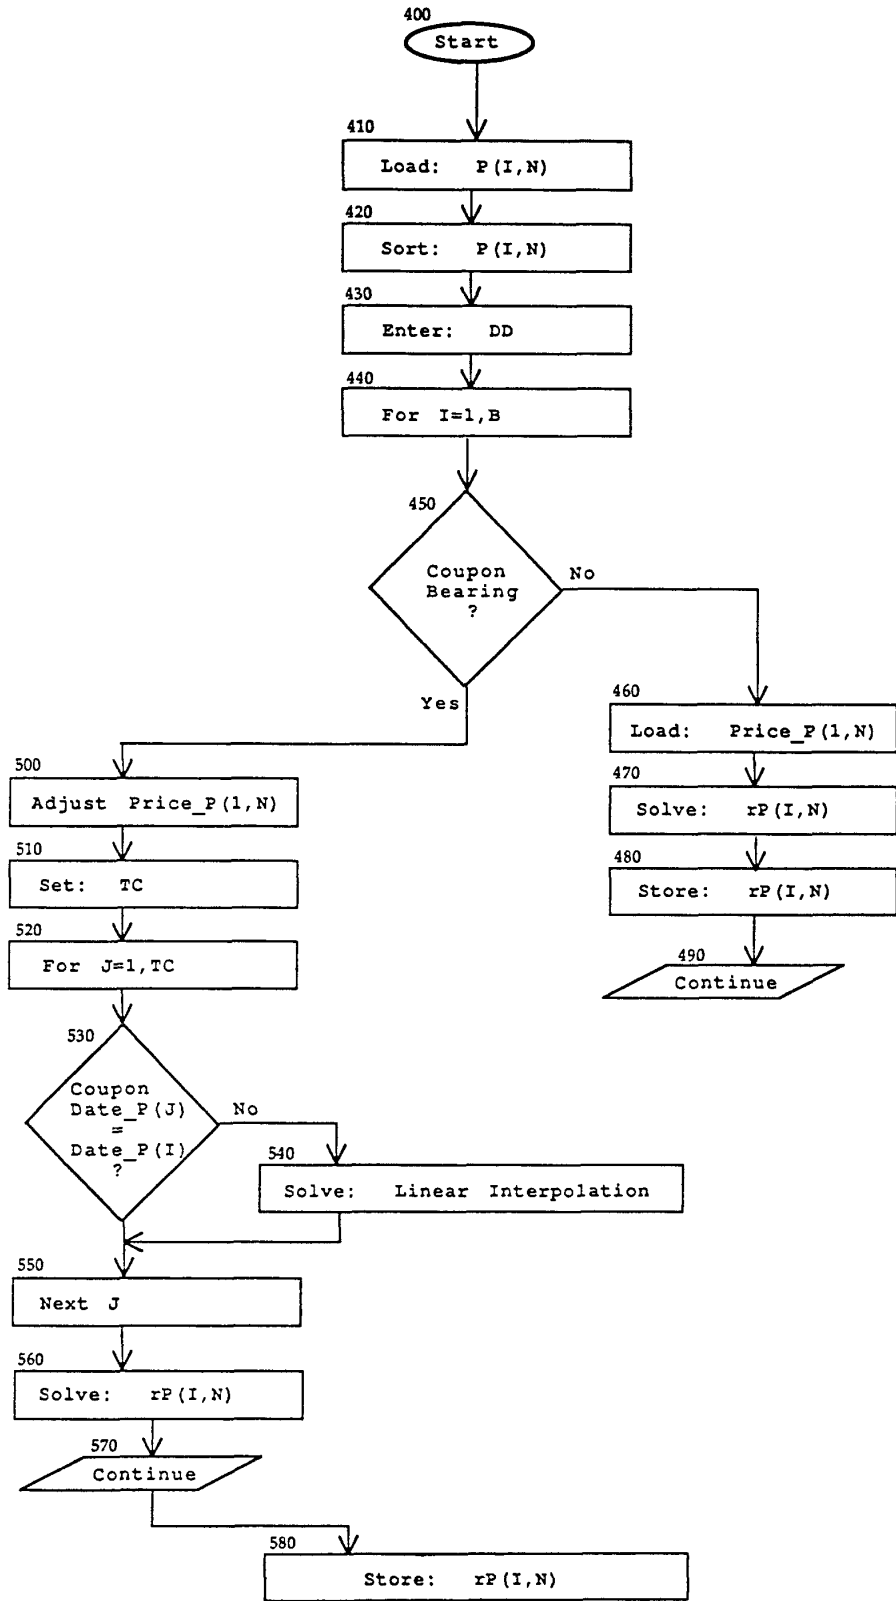 400
Start
410
Load: P(I,N)
420
Sort: P(I,N)
430
Enter: DD
440
For I=1,B
450
Coupon
Bearing
?
No
Yes
460
Load: Price_P(1,N)
470
Solve: rP(I,N)
480
Store: rP(I,N)
490
Continue
500
Adjust Price_P(1,N)
510
Set: TC
520
For J=1,TC
530
Coupon
Date_P(J)
=
Date_P(I)
?
No
540
Solve: Linear Interpolation
550
Next J
560
Solve: rP(I,N)
570
Continue
580
Store: rP(I,N)